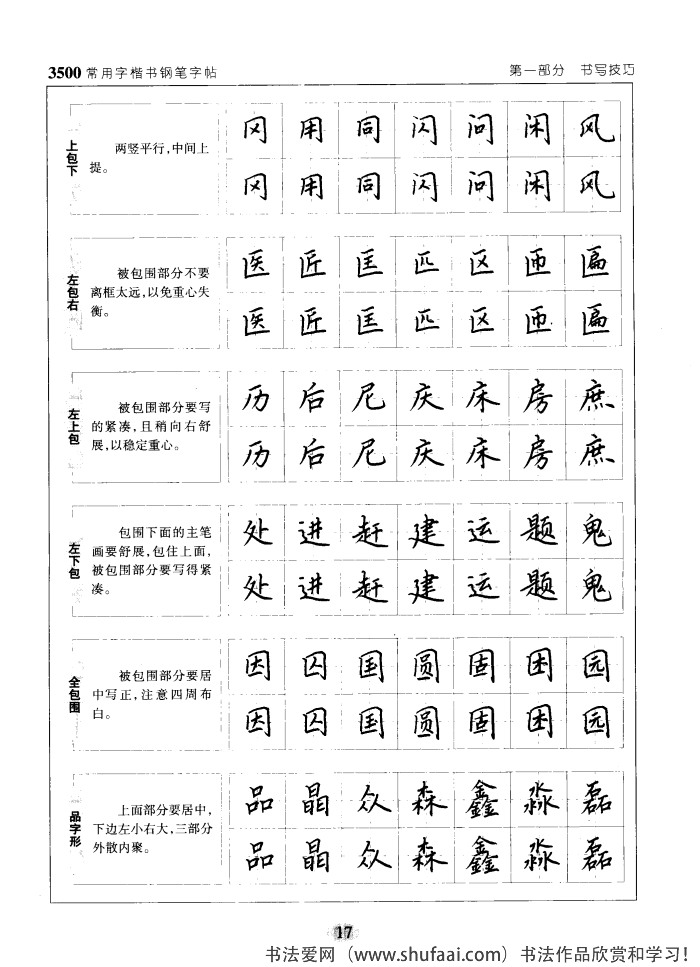 3500常用字楷书钢笔字帖
第一部分 书写技巧
上包下
两竖平行,中间上
提。
冈 用 同 闪 问 闲 风
冈 用 同 闪 问 闲 风
左包右
被包围部分不要
离框太远,以免重心失
衡。
医 匠 匡 匹 区 匝 匾
医 匠 匡 匹 区 匝 匾
左上包
被包围部分要写
的紧凑,且稍向右舒
展,以稳定重心。
历 后 尼 庆 床 房 庶
历 后 尼 庆 床 房 庶
左下包
包围下面的主笔
画要舒展,包住上面,
被包围部分要写得紧
凑。
处 进 赶 建 运 题 鬼
处 进 赶 建 运 题 鬼
全包围
被包围部分要居
中写正,注意四周布
白。
因 囚 国 圆 固 困 园
因 囚 国 圆 固 困 园
品字形
上面部分要居中,
下边左小右大,三部分
外散内聚。
品 晶 众 森 鑫 淼 磊
品 晶 众 森 鑫 淼 磊
17
书法爱网(www.shufaai.com)书法作品欣赏和学习!